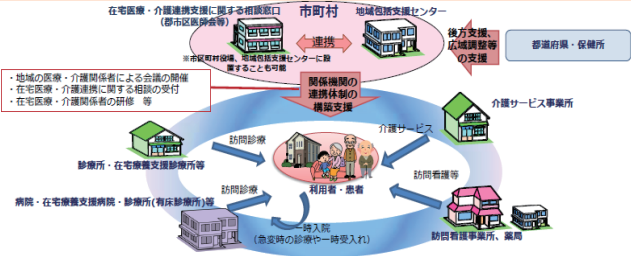 在宅医療・介護連携支援に関する相談窓口
(郡市区医師会等)
市町村
地域包括支援センター
連携
※市区町村役場、地域包括支援センターに設
置することも可能
後方支援、
広域調整等
の支援
都道府県・保健所
・地域の医療・介護関係者による会議の開催
・在宅医療・介護連携に関する相談の受付
・在宅医療・介護関係者の研修 等
関係機関の
連携体制の
構築支援
介護サービス事業所
訪問診療
介護サービス
診療所・在宅療養支援診療所等
利用者・患者
訪問診療
訪問看護等
病院・在宅療養支援病院・診療所(有床診療所)等
一時入院
(急変時の診療や一時受入れ)
訪問看護事業所、薬局